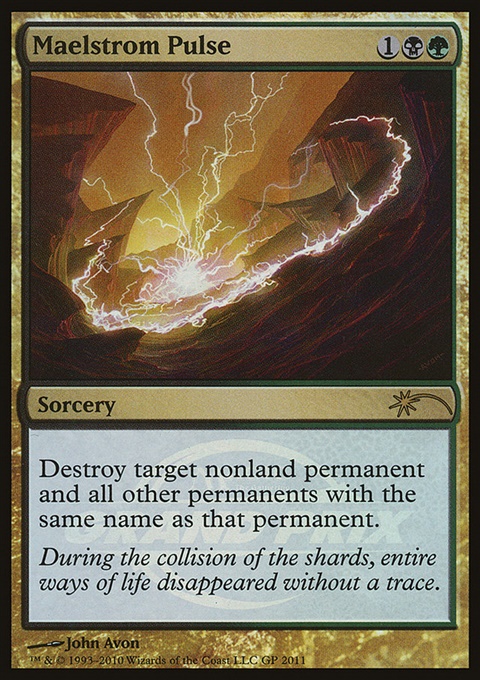 Maelstrom Pulse 1
Sorcery
Destroy target nonland permanent
and all other permanents with the
same name as that permanent.
GRAND PRIX
During the collision of the shards, entire
ways of life disappeared without a trace.
John Avon
™ & © 1993–2010 Wizards of the Coast LLC GP 2011